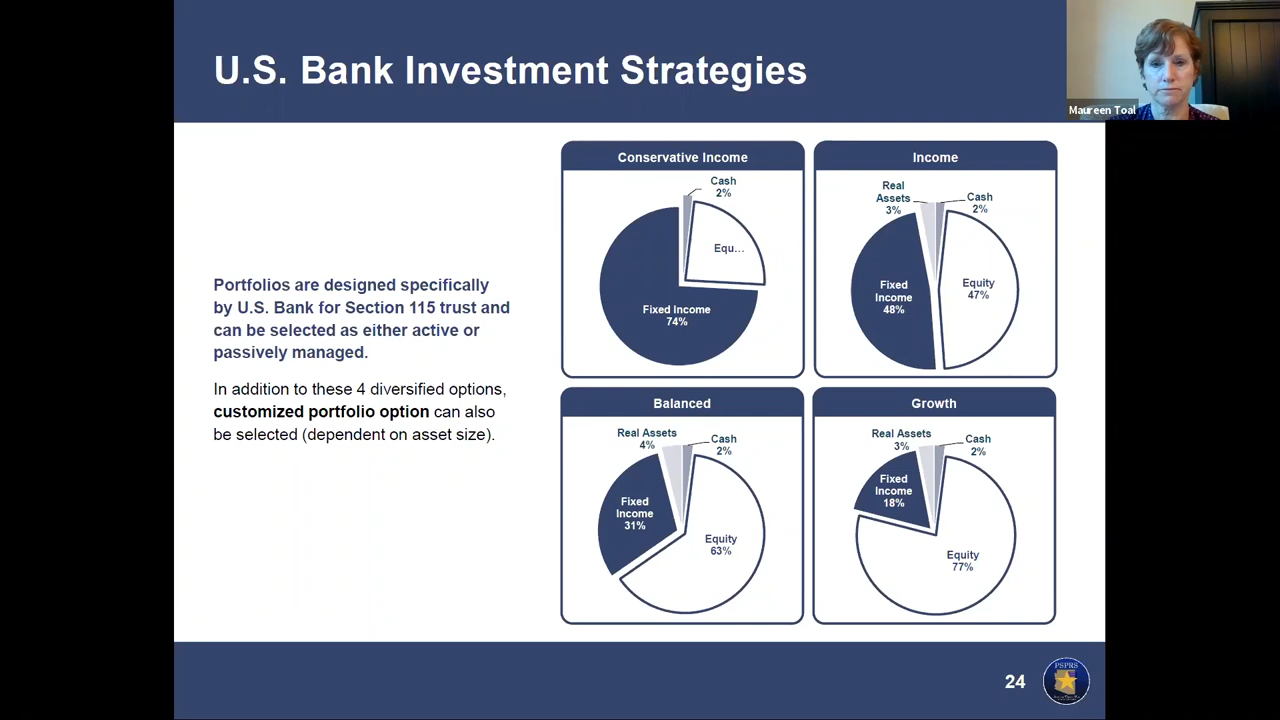 U.S. Bank Investment Strategies
Maureen Toal
Portfolios are designed specifically
by U.S. Bank for Section 115 trust and
can be selected as either active or
passively managed.
In addition to these 4 diversified options,
customized portfolio option can also
be selected (dependent on asset size).
Conservative Income
Cash
2%
Equ...
Fixed Income
74%
Income
Real
Assets
3%
Cash
2%
Fixed
Income
48%
Equity
47%
Balanced
Real Assets
4%
Cash
2%
Fixed
Income
31%
Equity
63%
Growth
Real Assets
3%
Cash
2%
Fixed
Income
18%
Equity
77%
24
PSPRS